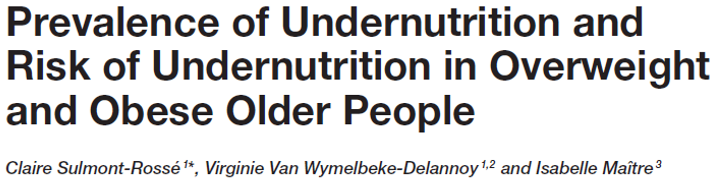 Prevalence of Undernutrition and
Risk of Undernutrition in Overweight
and Obese Older People
Claire Sulmont-Rossé 1*, Virginie Van Wymelbeke-Delannoy 1,2 and Isabelle Maître 3